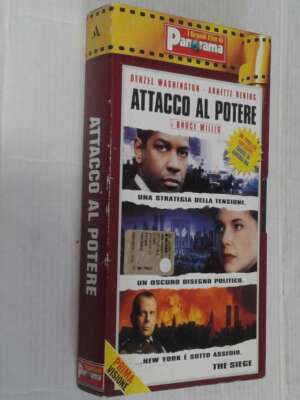 I Grandi Film di
Panorama
DENZEL WASHINGTON - ANNETTE BENING
ATTACCO AL POTERE
E BRUCE WILLIS
UNA STRATEGIA DELLA TENSIONE.
UN OSCURO DISEGNO POLITICO.
...NEW YORK È SOTTO ASSEDIO.
THE SIEGE
ATTACCO AL POTERE
PRIMA
VISIONE
Panorama